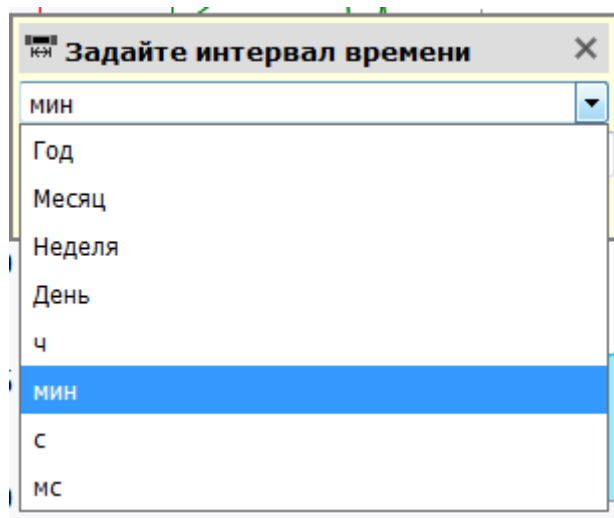 Задайте интервал времени
мин
Год
Месяц
Неделя
День
ч
мин
с
мс